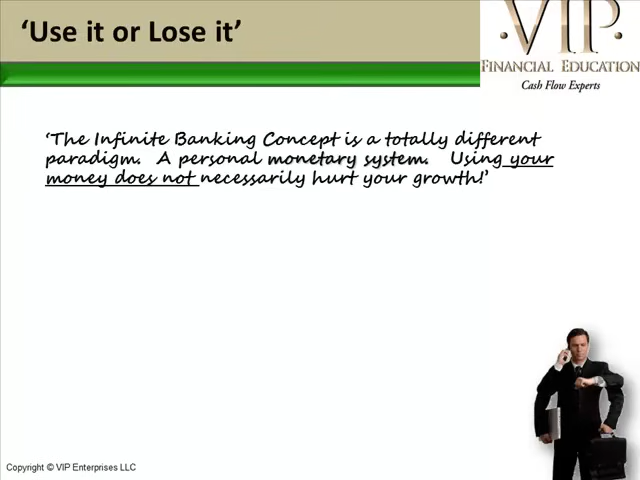 ‘Use it or Lose it’
VIP
FINANCIAL EDUCATION
Cash Flow Experts
‘The Infinite Banking Concept is a totally different
paradigm. A personal monetary system. Using your
money does not necessarily hurt your growth!’
Copyright © VIP Enterprises LLC